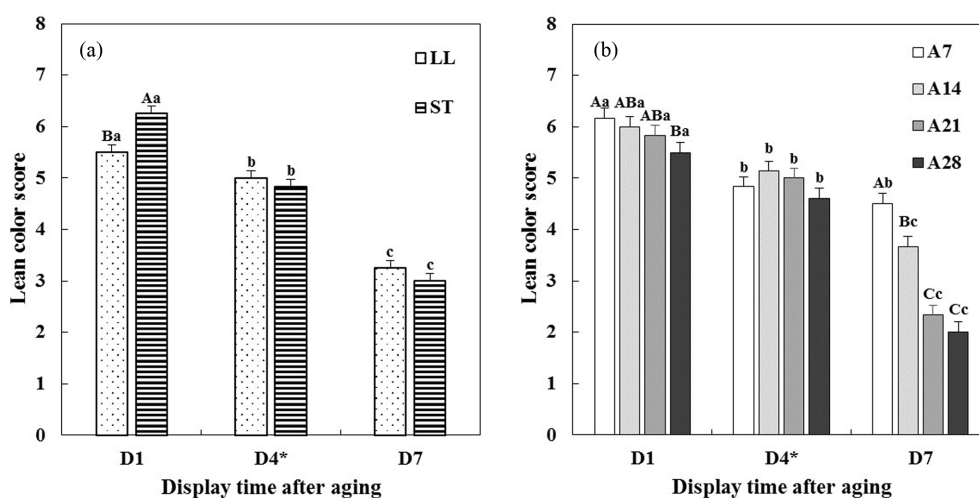 (a)
LL
ST
Lean color score
8
7
6
5
4
3
2
1
0
Ba
Aa
b
b
c
c
D1
D4*
D7
Display time after aging
(b)
A7
A14
A21
A28
Lean color score
8
7
6
5
4
3
2
1
0
Aa
ABa
ABa
Ba
b
b
b
b
Ab
Bc
Cc
Cc
D1
D4*
D7
Display time after aging